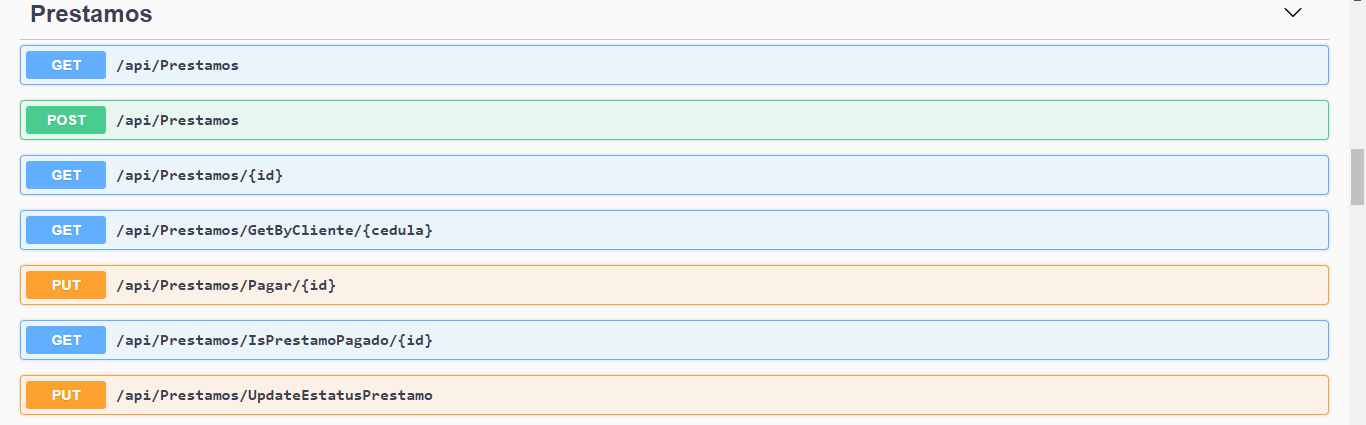 Prestamos
GET /api/Prestamos
POST /api/Prestamos
GET /api/Prestamos/{id}
GET /api/Prestamos/GetByCliente/{cedula}
PUT /api/Prestamos/Pagar/{id}
GET /api/Prestamos/IsPrestamoPagado/{id}
PUT /api/Prestamos/UpdateEstatusPrestamo